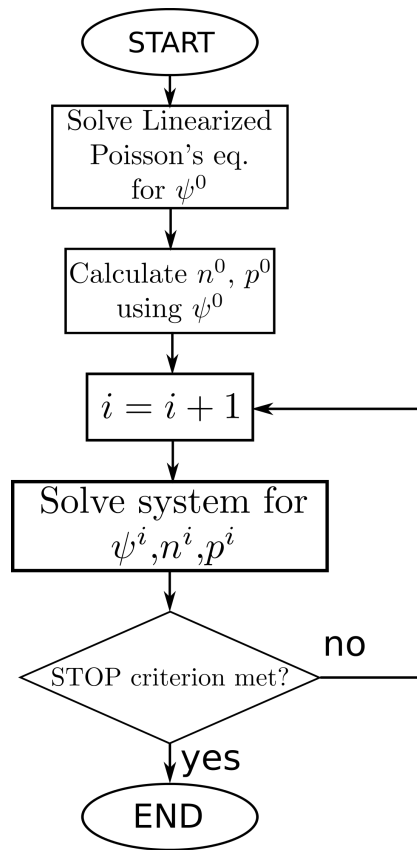 START
Solve Linearized
Poisson's eq.
for ψ⁰
Calculate n⁰, p⁰
using ψ⁰
i = i + 1
Solve system for
ψⁱ,nⁱ,pⁱ
STOP criterion met?
no
yes
END